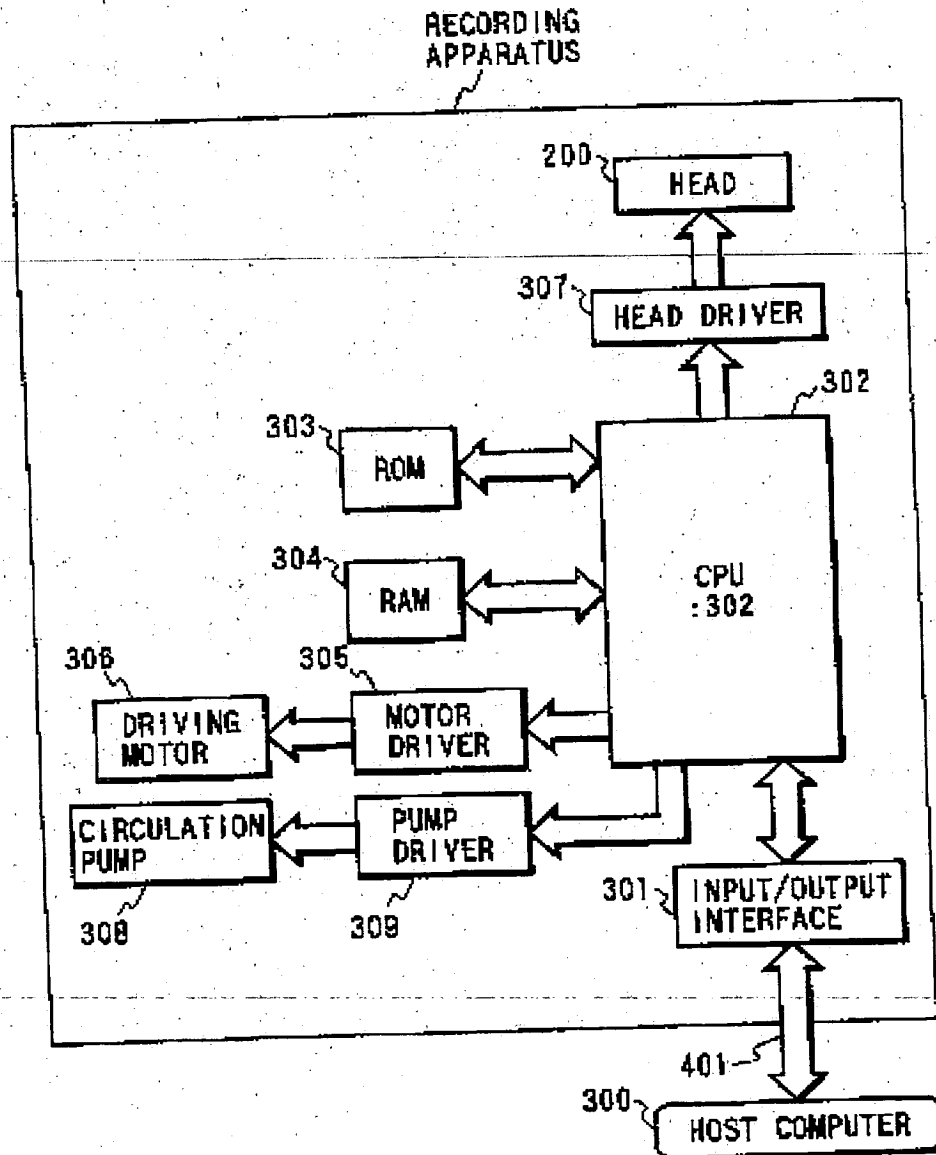 RECORDING
APPARATUS
200
HEAD
307
HEAD DRIVER
302
303
ROM
CPU
:302
304
RAM
306
305
DRIVING
MOTOR
MOTOR
DRIVER
CIRCULATION
PUMP
PUMP
DRIVER
308
309
301
INPUT/OUTPUT
INTERFACE
401
300
HOST COMPUTER